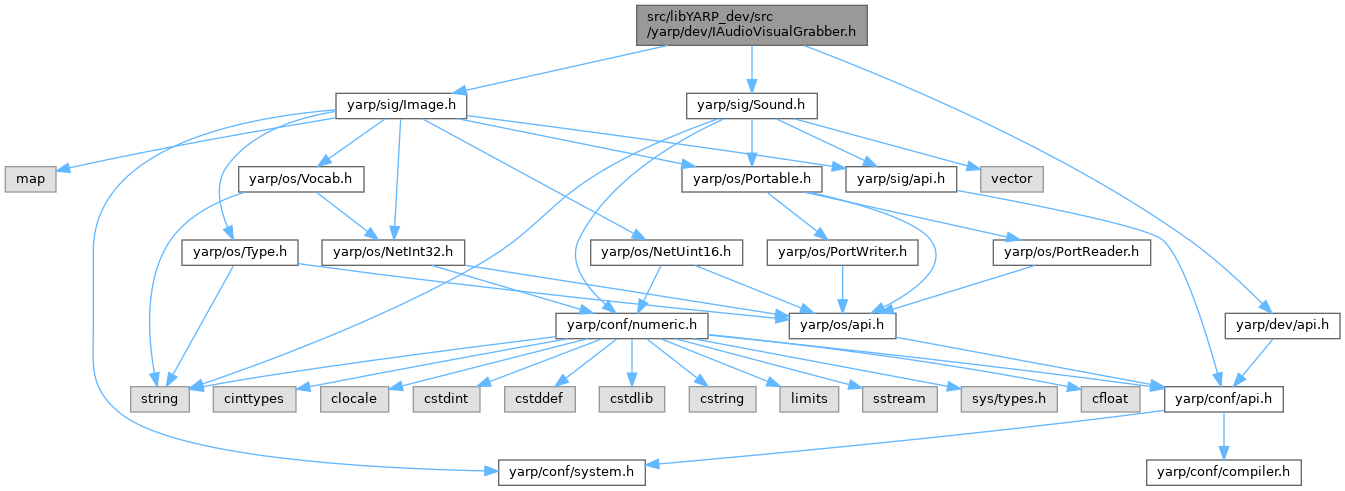 src/libYARP_dev/src
/yarp/dev/IAudioVisualGrabber.h
yarp/sig/Image.h
yarp/sig/Sound.h
map
yarp/os/Vocab.h
yarp/os/Portable.h
yarp/sig/api.h
vector
yarp/os/Type.h
yarp/os/NetInt32.h
yarp/os/NetUint16.h
yarp/os/PortWriter.h
yarp/os/PortReader.h
yarp/conf/numeric.h
yarp/os/api.h
yarp/dev/api.h
string
cinttypes
clocale
cstdint
cstddef
cstdlib
cstring
limits
sstream
sys/types.h
cfloat
yarp/conf/api.h
yarp/conf/system.h
yarp/conf/compiler.h